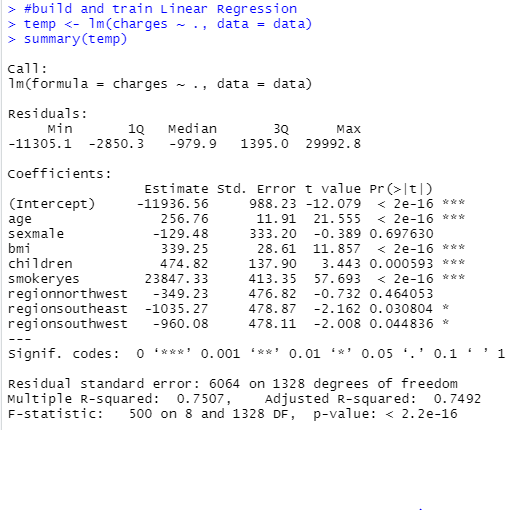 > #build and train Linear Regression
> temp <- lm(charges ~ ., data = data)
> summary(temp)
Call:
lm(formula = charges ~ ., data = data)
Residuals:
     Min       1Q   Median       3Q      Max
-11305.1  -2850.3   -979.9   1395.0  29992.8
Coefficients:
                  Estimate Std. Error t value Pr(>|t|)
(Intercept)     -11936.56     988.23 -12.079  < 2e-16 ***
age                256.76      11.91  21.555  < 2e-16 ***
sexmale           -129.48     333.20  -0.389 0.697630
bmi                339.25      28.61  11.857  < 2e-16 ***
children           474.82     137.90   3.443 0.000593 ***
smokeryes        23847.33     413.35  57.693  < 2e-16 ***
regionnorthwest   -349.23     476.82  -0.732 0.464053
regionsoutheast  -1035.27     478.87  -2.162 0.030804 *
regionsouthwest   -960.08     478.11  -2.008 0.044836 *
---
Signif. codes:  0 ‘***’ 0.001 ‘**’ 0.01 ‘*’ 0.05 ‘.’ 0.1 ‘ ’ 1
Residual standard error: 6064 on 1328 degrees of freedom
Multiple R-squared:  0.7507,    Adjusted R-squared:  0.7492
F-statistic:   500 on 8 and 1328 DF,  p-value: < 2.2e-16